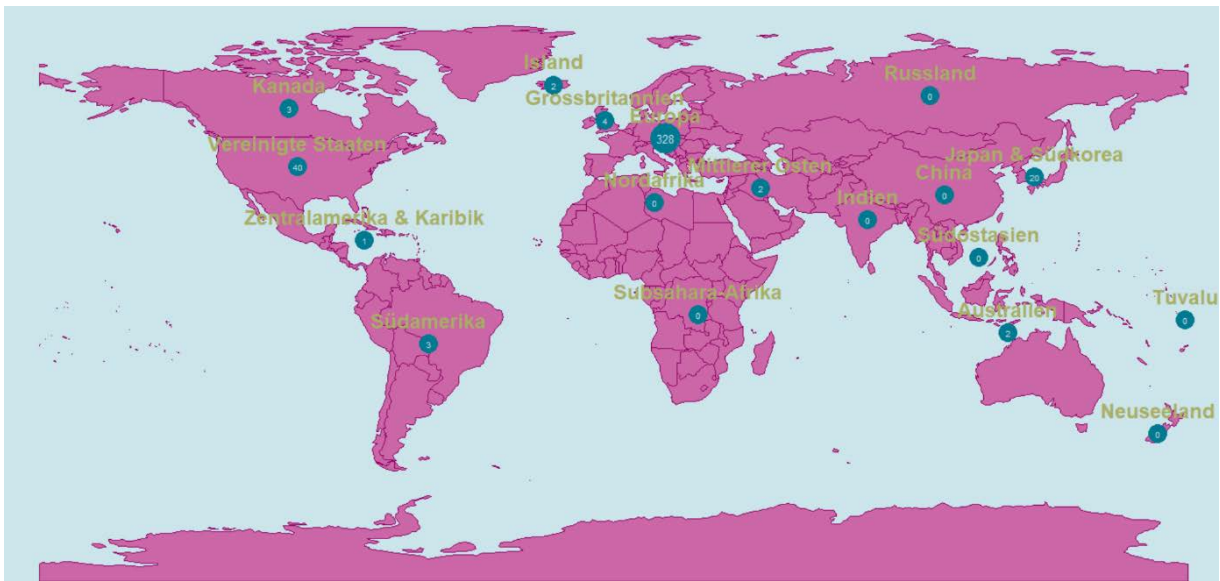 Island
2
Russland
0
Kanada
3
Grossbritannien
4
Europa
328
Vereinigte Staaten
40
Japan & Südkorea
20
Mittlerer Osten
2
China
0
Nordafrika
0
Indien
0
Zentralamerika & Karibik
1
Südostasien
0
Subsahara-Afrika
0
Tuvalu
0
Australien
2
Südamerika
3
Neuseeland
0